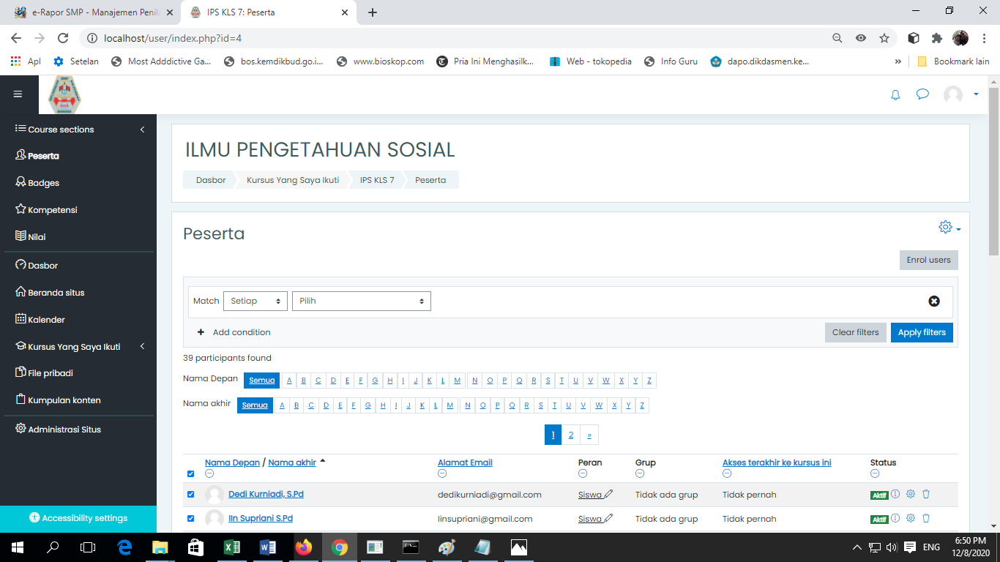 e-Rapor SMP - Manajemen Penil
IPS KLS 7: Peserta
localhost/user/index.php?id=4
Apl
Setelan
Most Adddictive Ga...
bos.kemdikbud.go.i...
www.bioskop.com
Pria Ini Menghasilk...
Web - tokopedia
Info Guru
dapo.dikdasmen.ke...
»
Bookmark lain
Course sections
Peserta
Badges
Kompetensi
Nilai
Dasbor
Beranda situs
Kalender
Kursus Yang Saya Ikuti
File pribadi
Kumpulan konten
Administrasi Situs
Accessibility settings
ILMU PENGETAHUAN SOSIAL
Dasbor Kursus Yang Saya Ikuti IPS KLS 7 Peserta
Peserta
Enrol users
Match Setiap Pilih
Add condition
Clear filters Apply filters
39 participants found
Nama Depan Semua A B C D E F G H I J K L M N O P Q R S T U V W X Y Z
Nama akhir Semua A B C D E F G H I J K L M N O P Q R S T U V W X Y Z
1 2 »
Nama Depan / Nama akhir Alamat Email Peran Grup Akses terakhir ke kursus ini Status
Dedi Kurniadi, S.Pd dedikurniadi@gmail.com Siswa Tidak ada grup Tidak pernah Aktif
IIn Supriani S.Pd Iinsupriani@gmail.com Siswa Tidak ada grup Tidak pernah Aktif
ENG
6:50 PM
12/8/2020